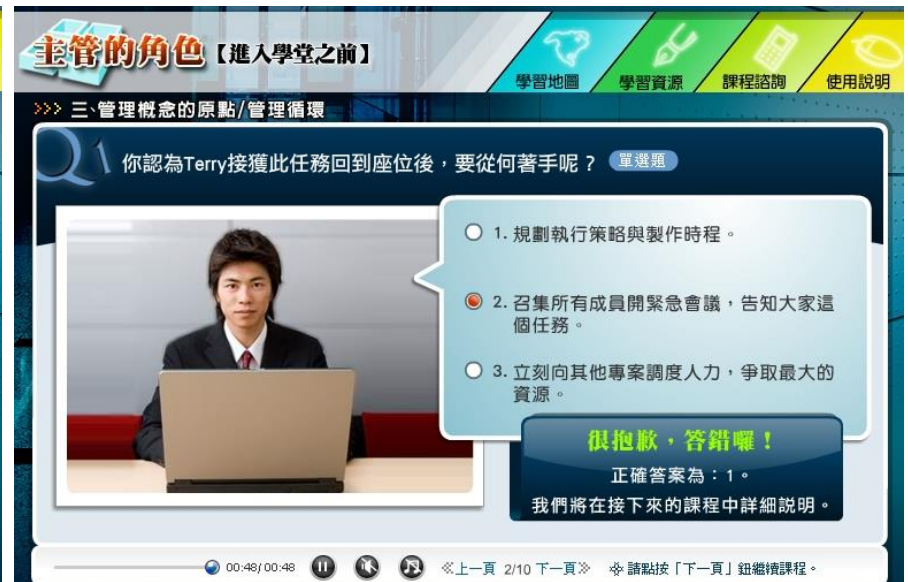 主管的角色【進入學堂之前】
學習地圖 學習資源 課程諮詢 使用說明
>>> 三、管理概念的原點/管理循環
Q1 你認為Terry接獲此任務回到座位後，要從何著手呢？ 單選題
1. 規劃執行策略與製作時程。
2. 召集所有成員開緊急會議，告知大家這
個任務。
3. 立刻向其他專案調度人力，爭取最大的
資源。
很抱歉，答錯囉！
正確答案為：1。
我們將在接下來的課程中詳細說明。
00:48/00:48 《上一頁 2/10 下一頁》 請點按「下一頁」鈕繼續課程。